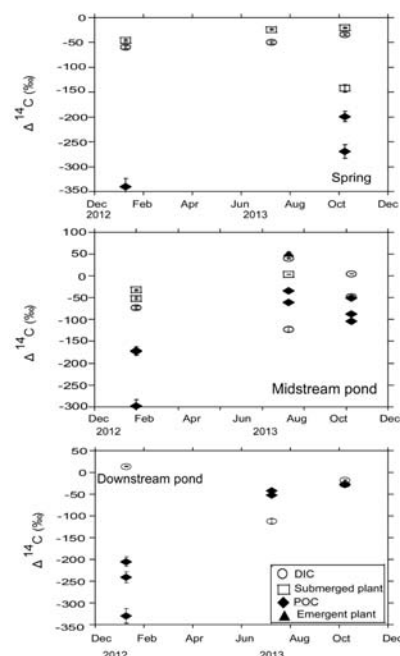 0
-50
-100
-150
-200
-250
-300
-350
Δ ¹⁴C (‰)
Spring
Dec Feb Apr Jun Aug Oct Dec
2012 2013
100
50
0
-50
-100
-150
-200
-250
-300
Δ ¹⁴C (‰)
Midstream pond
Dec Feb Apr Jun Aug Oct Dec
2012 2013
50
0
-50
-100
-150
-200
-250
-300
-350
Δ ¹⁴C (‰)
Downstream pond
DIC
Submerged plant
POC
Emergent plant
Dec Feb Apr Jun Aug Oct Dec
2012 2013